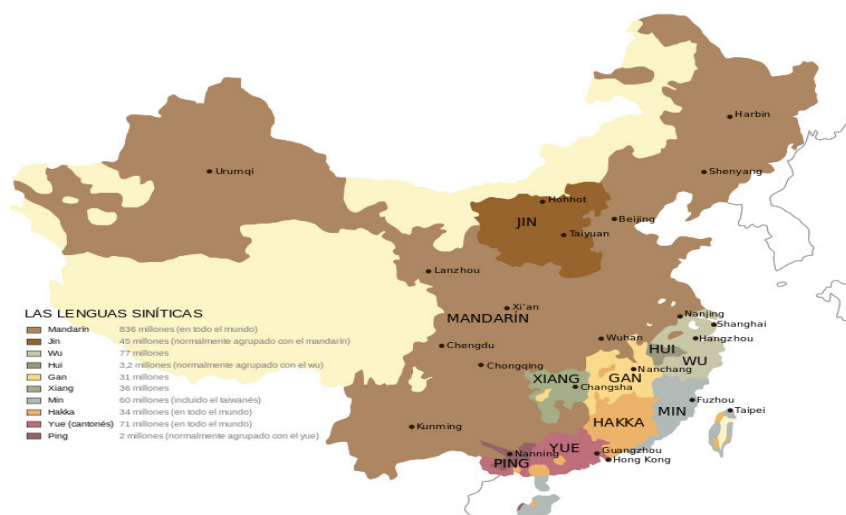 Harbin
Urumqi
Shenyang
Hohhot
JIN
Beijing
Taiyuan
Lanzhou
LAS LENGUAS SINÍTICAS
Mandarín 836 millones (en todo el mundo)
Jin 45 millones (normalmente agrupado con el mandarín)
Wu 77 millones
Hui 3,2 millones (normalmente agrupado con el wu)
Gan 31 millones
Xiang 36 millones
Min 60 millones (incluido el taiwanés)
Hakka 34 millones (en todo el mundo)
Yue (cantonés) 71 millones (en todo el mundo)
Ping 2 millones (normalmente agrupado con el yue)
Xi'an
MANDARÍN
Nanjing
Shanghai
Chengdu
Wuhan
Hangzhou
HUI
WU
Chongqing
Nanchang
XIANG
GAN
Changsha
Fuzhou
MIN
Taipei
HAKKA
Kunming
YUE
Nanning
Guangzhou
PING
Hong Kong